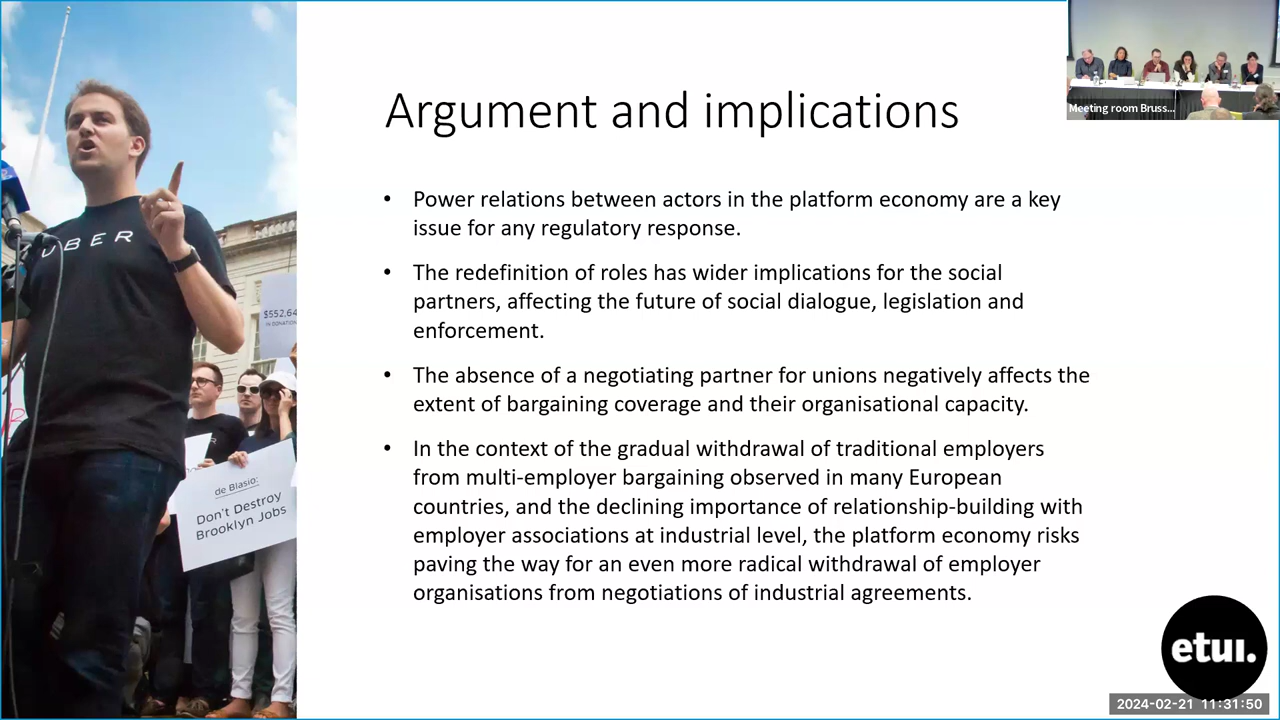 Argument and implications
Meeting room Bruss...
• Power relations between actors in the platform economy are a key
issue for any regulatory response.
• The redefinition of roles has wider implications for the social
partners, affecting the future of social dialogue, legislation and
enforcement.
• The absence of a negotiating partner for unions negatively affects the
extent of bargaining coverage and their organisational capacity.
• In the context of the gradual withdrawal of traditional employers
from multi-employer bargaining observed in many European
countries, and the declining importance of relationship-building with
employer associations at industrial level, the platform economy risks
paving the way for an even more radical withdrawal of employer
organisations from negotiations of industrial agreements.
UBER
$552,64
IN DONATION
de Blasio:
Don't Destroy
Brooklyn Jobs
etui.
2024-02-21 11:31:50